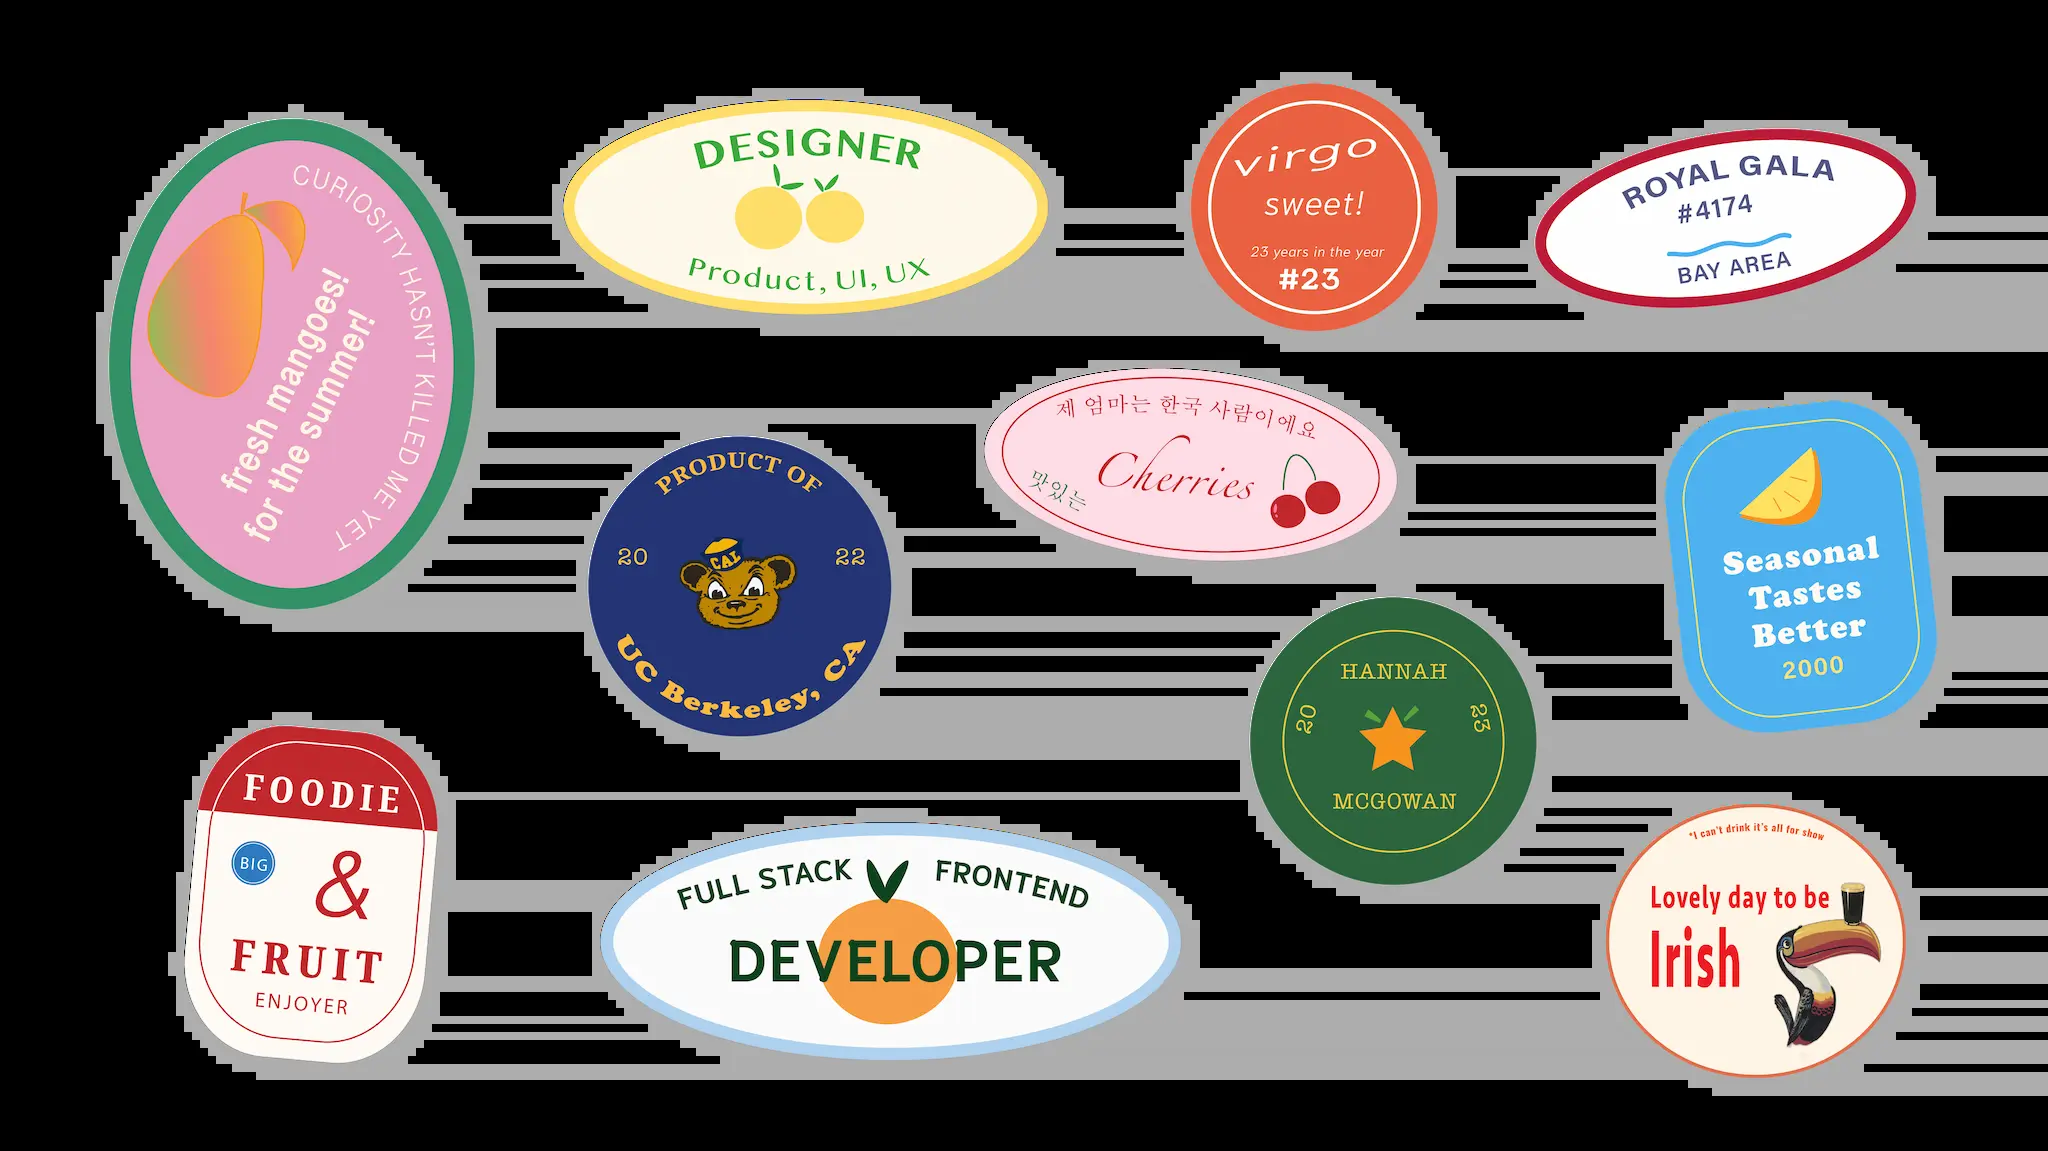 CURIOSITY HASN'T KILLED ME YET
fresh mangoes!
for the summer!
DESIGNER
Product, UI, UX
virgo
sweet!
23 years in the year
#23
ROYAL GALA
#4174
BAY AREA
PRODUCT OF
20
22
CAL
UC Berkeley, CA
제 엄마는 한국 사람이에요
Cherries
맛있는
Seasonal
Tastes
Better
2000
HANNAH
20
23
MCGOWAN
FOODIE
BIG
&
FRUIT
ENJOYER
FULL STACK
FRONTEND
DEVELOPER
*I can't drink it's all for show
Lovely day to be
Irish